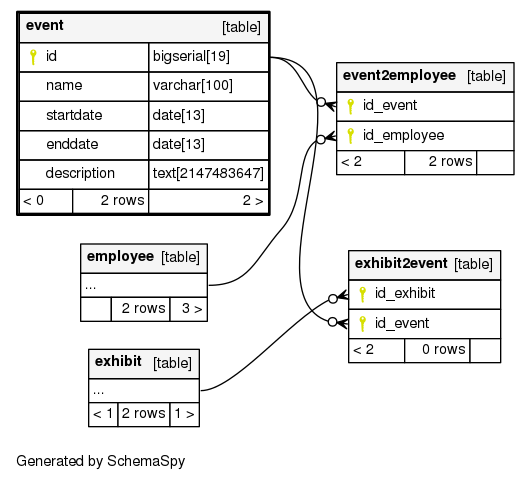 event [table]
id bigserial[19]
name varchar[100]
startdate date[13]
enddate date[13]
description text[2147483647]
< 0 2 rows 2 >
event2employee [table]
id_event
id_employee
< 2 2 rows
employee [table]
...
2 rows 3 >
exhibit2event [table]
id_exhibit
id_event
< 2 0 rows
exhibit [table]
...
< 1 2 rows 1 >
Generated by SchemaSpy